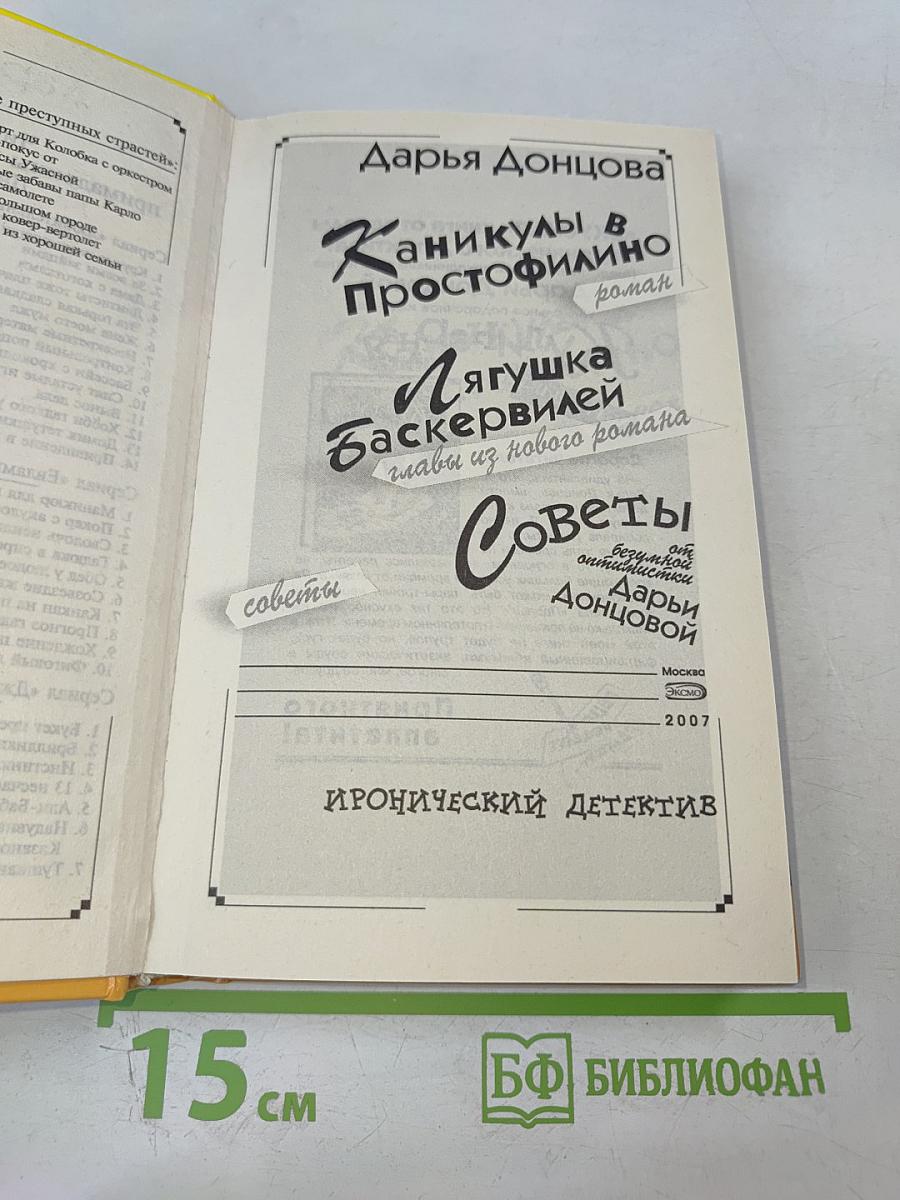 е преступных страстей»:
рт для Колобка с оркестром
-покус от
сы Ужасной
ые забавы папы Карло
самолете
ольшом городе
ковер-вертолет
из хорошей семьи
Дарья Донцова
Каникулы в
Простофилино
роман
Лягушка
Баскервилей
главы из нового романа
Советы
от
безумной
оптимистки
Дарьи
Донцовой
советы
Москва
ЭКСМО
2007
ИРОНИЧЕСКИЙ ДЕТЕКТИВ
15 см
БФ БИБЛИОФАН